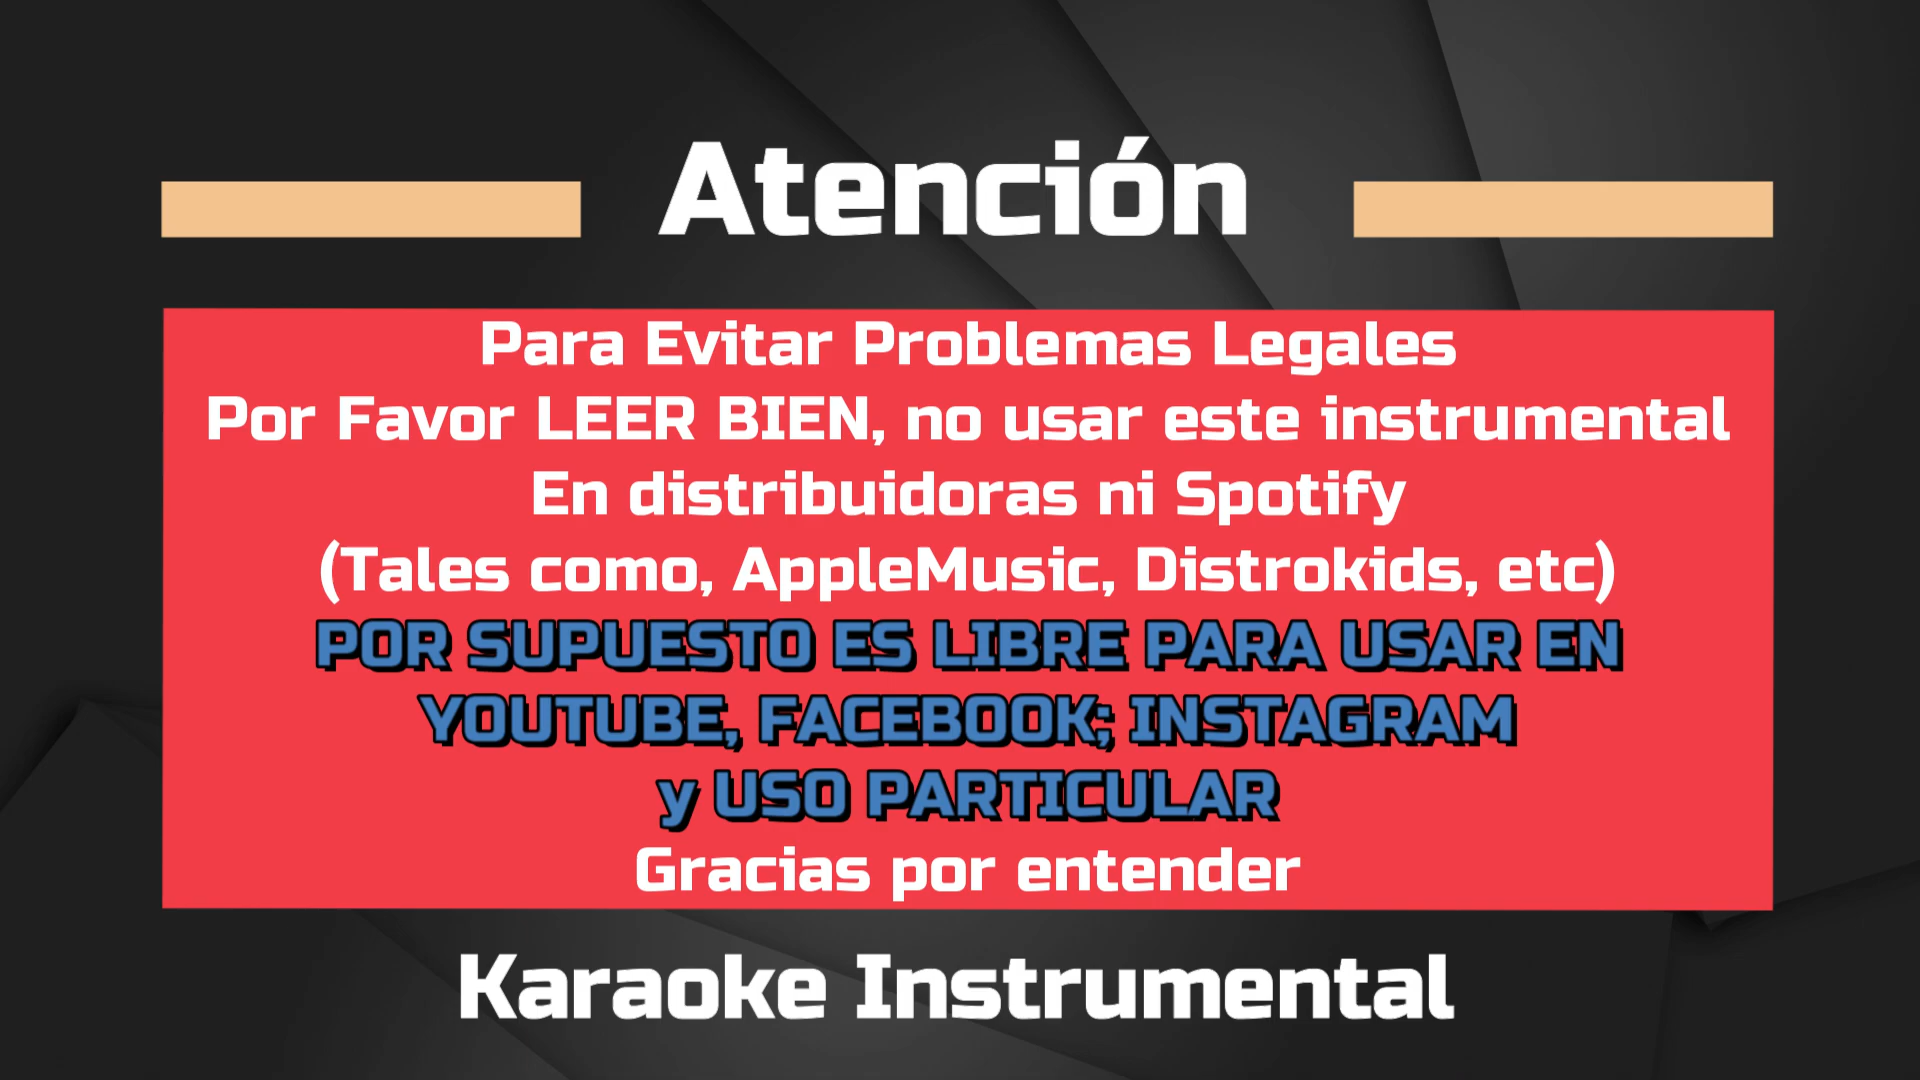 Atención
Para Evitar Problemas Legales
Por Favor LEER BIEN, no usar este instrumental
En distribuidoras ni Spotify
(Tales como, AppleMusic, Distrokids, etc)
POR SUPUESTO ES LIBRE PARA USAR EN
YOUTUBE, FACEBOOK; INSTAGRAM
y USO PARTICULAR
Gracias por entender
Karaoke Instrumental